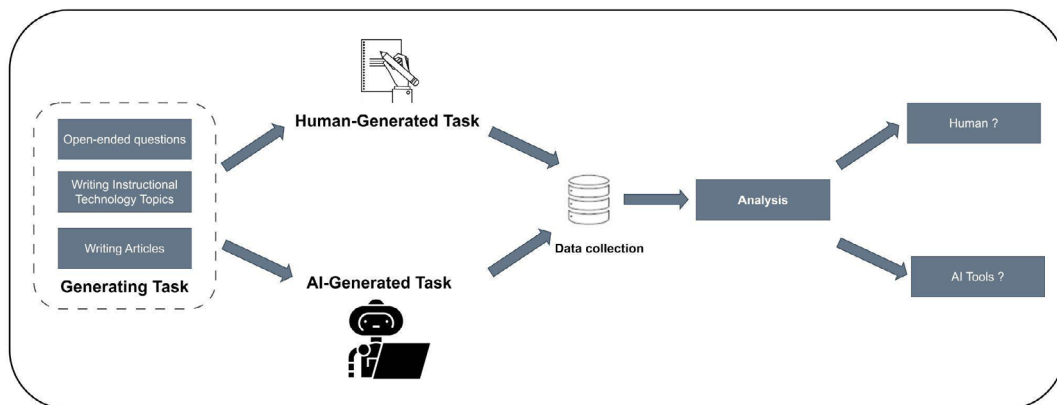 Open-ended questions
Writing Instructional
Technology Topics
Writing Articles
Generating Task
Human-Generated Task
AI-Generated Task
Data collection
Analysis
Human ?
AI Tools ?